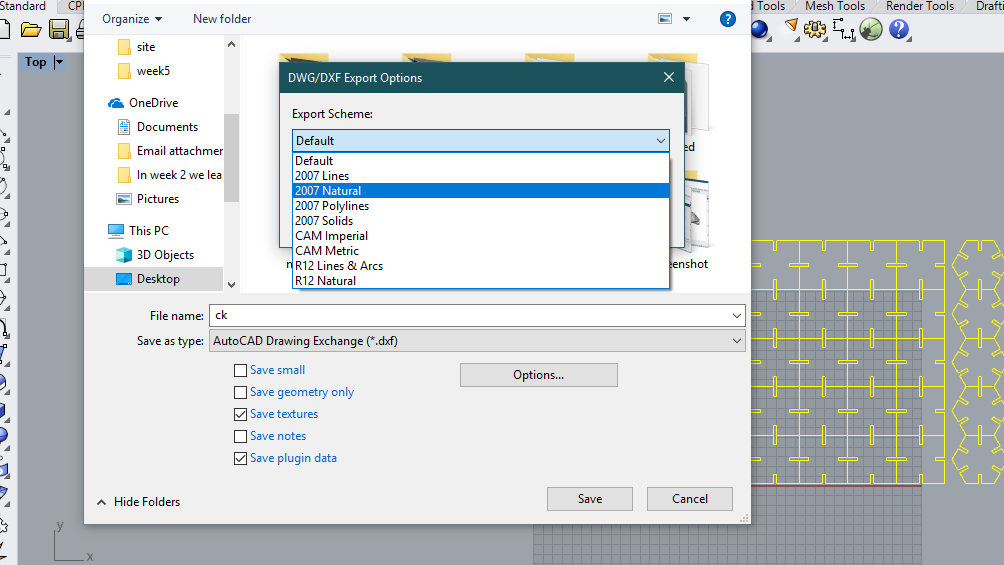 Standard
CPl
d Tools
Mesh Tools
Render Tools
Drafti
Organize
New folder
?
?
Top
site
week5
OneDrive
Documents
Email attachmer
In week 2 we lea
Pictures
This PC
3D Objects
Desktop
DWG/DXF Export Options
Export Scheme:
Default
Default
2007 Lines
2007 Natural
2007 Polylines
2007 Solids
CAM Imperial
CAM Metric
R12 Lines & Arcs
R12 Natural
ed
eenshot
File name:
ck
Save as type:
AutoCAD Drawing Exchange (*.dxf)
Save small
Save geometry only
Save textures
Save notes
Save plugin data
Options...
Hide Folders
Save
Cancel
y
x